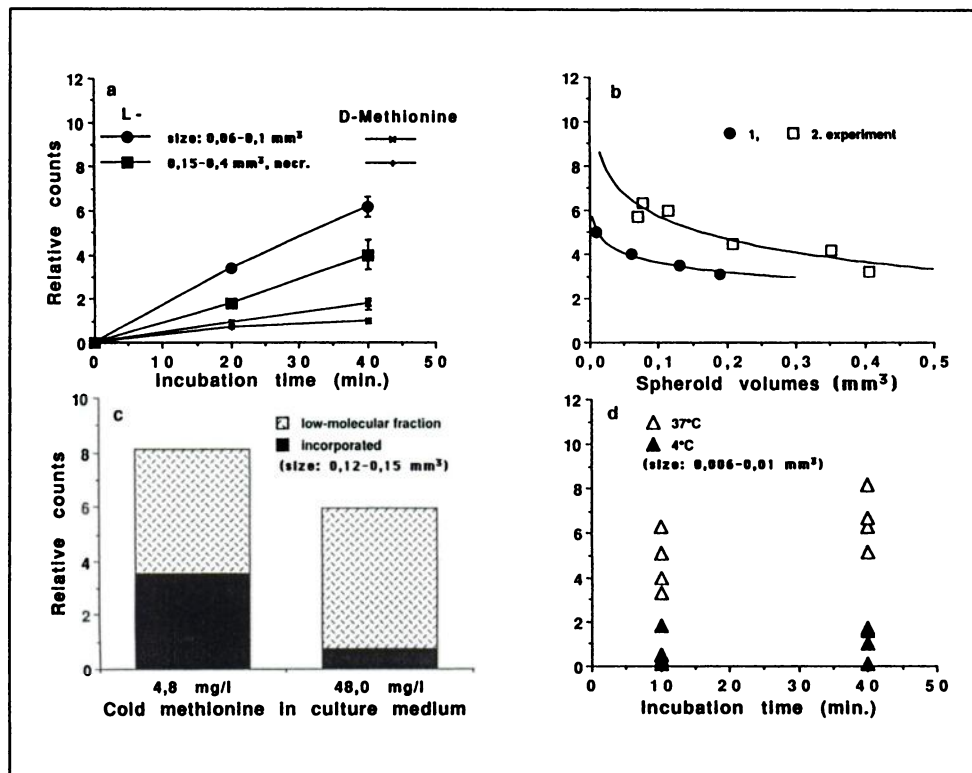 a
L - D-Methionine
size: 0,06-0,1 mm³
0,15-0,4 mm³, necr.
Relative counts
12
10
8
6
4
2
0
0 10 20 30 40 50
Incubation time (min.)
b
1, 2. experiment
12
10
8
6
4
2
0
0,0 0,1 0,2 0,3 0,4 0,5
Spheroid volumes (mm³)
c
low-molecular fraction
incorporated
(size: 0,12-0,15 mm³)
Relative counts
10
8
6
4
2
0
4,8 mg/l 48,0 mg/l
Cold methionine in culture medium
d
37°C
4°C
(size: 0,006-0,01 mm³)
12
10
8
6
4
2
0
0 10 20 30 40 50
Incubation time (min.)